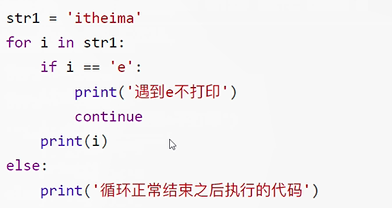 str1 = 'itheima'
for i in str1:
    if i == 'e':
        print('遇到e不打印')
        continue
    print(i)
else:
    print('循环正常结束之后执行的代码')